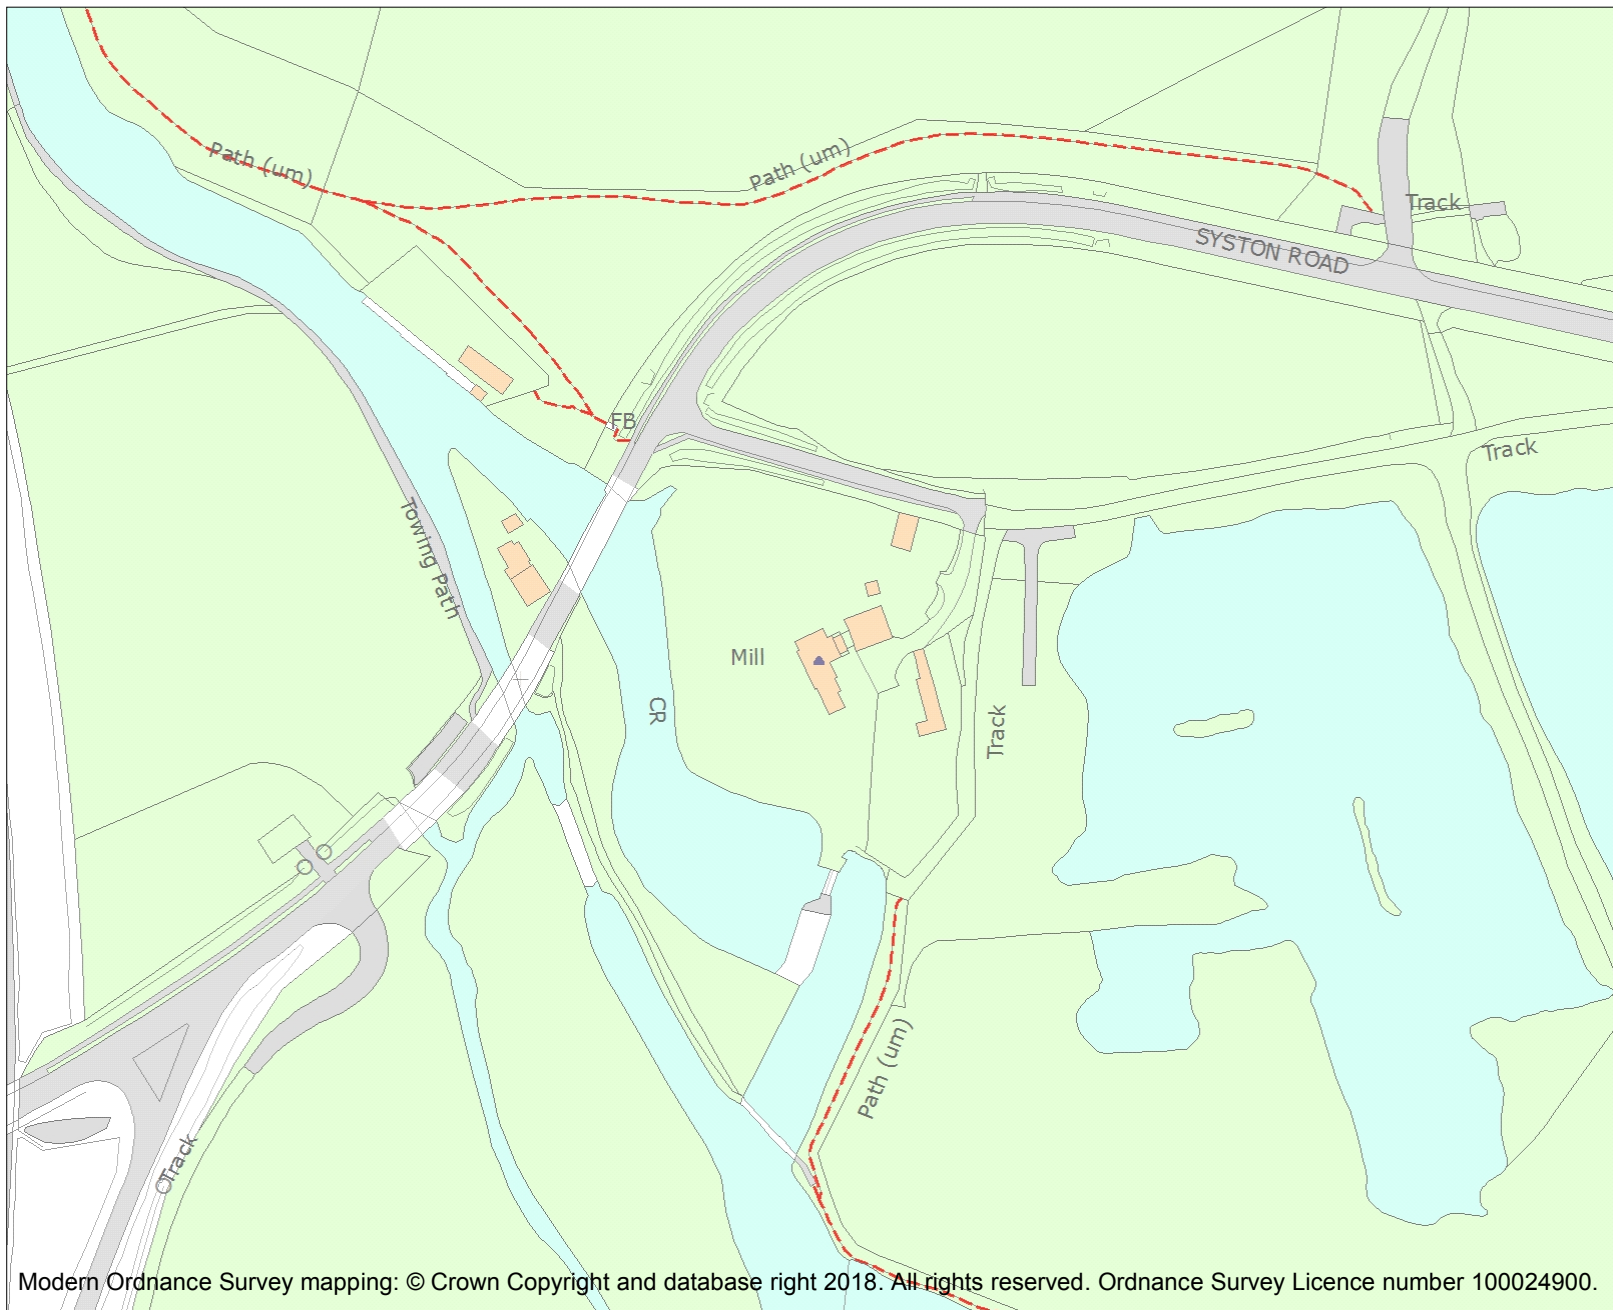 Path (um)
Path (um)
Track
SYSTON ROAD
FB
Track
Towing Path
Mill
CR
Track
Path (um)
Track
Modern Ordnance Survey mapping: © Crown Copyright and database right 2018. All rights reserved. Ordnance Survey Licence number 100024900.